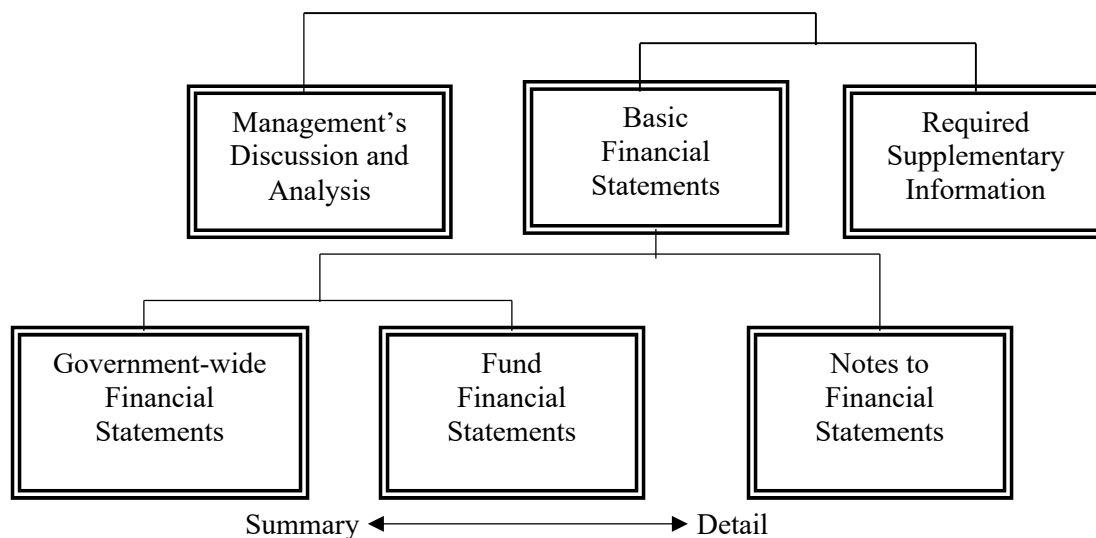 Management’s
Discussion and
Analysis
Basic
Financial
Statements
Required
Supplementary
Information
Government-wide
Financial
Statements
Fund
Financial
Statements
Notes to
Financial
Statements
Summary
Detail